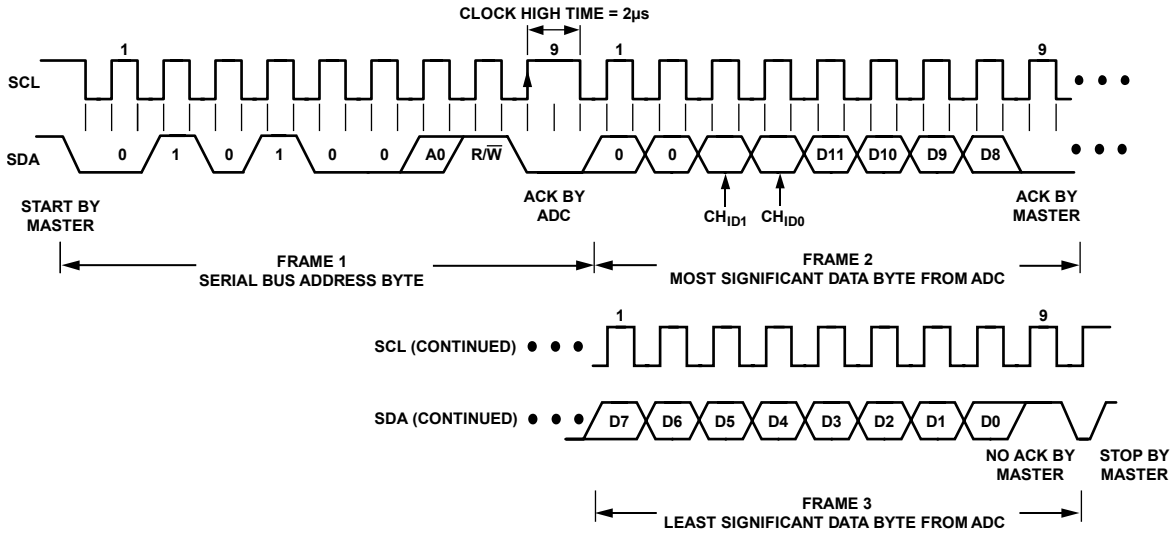 CLOCK HIGH TIME = 2µs
1 9 1 9
SCL
SDA
0 1 0 1 0 0 A0 R/W̅ 0 0 D11 D10 D9 D8
START BY
MASTER
ACK BY
ADC
CH_ID1
CH_ID0
ACK BY
MASTER
FRAME 1
SERIAL BUS ADDRESS BYTE
FRAME 2
MOST SIGNIFICANT DATA BYTE FROM ADC
1 9
SCL (CONTINUED)
SDA (CONTINUED)
D7 D6 D5 D4 D3 D2 D1 D0
NO ACK BY
MASTER
STOP BY
MASTER
FRAME 3
LEAST SIGNIFICANT DATA BYTE FROM ADC